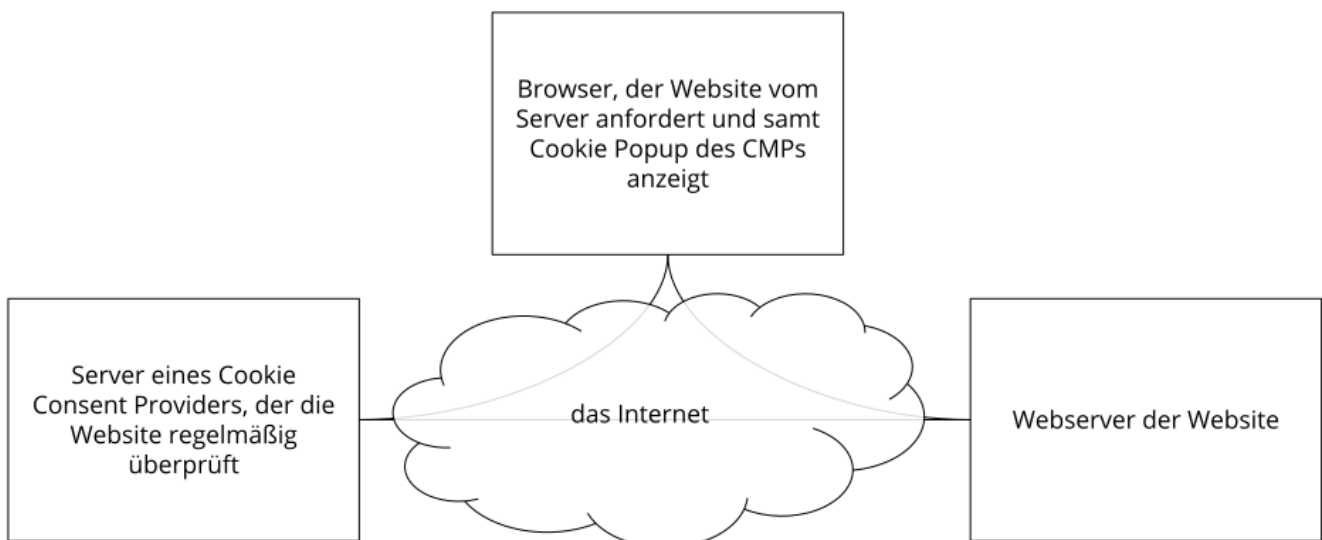 Browser, der Website vom
Server anfordert und samt
Cookie Popup des CMPs
anzeigt
Server eines Cookie
Consent Providers, der die
Website regelmäßig
überprüft
das Internet
Webserver der Website